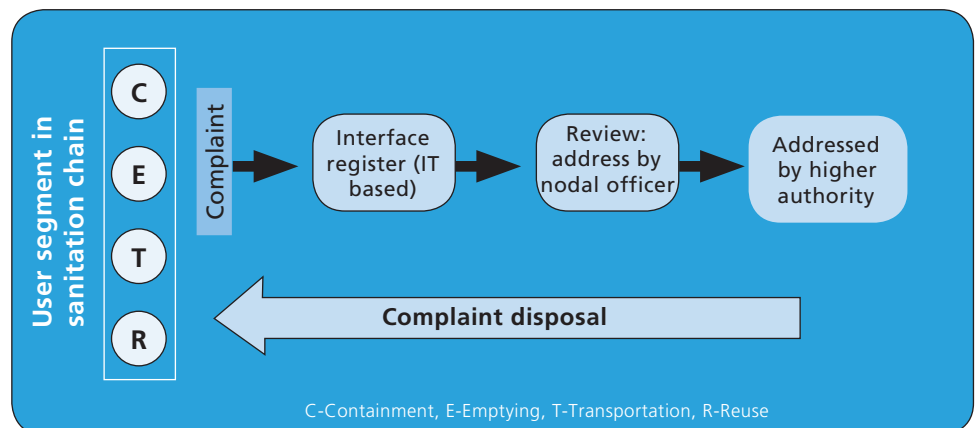 User segment in
sanitation chain
C
E
T
R
Complaint
Interface
register (IT
based)
Review:
address by
nodal officer
Addressed
by higher
authority
Complaint disposal
C-Containment, E-Emptying, T-Transportation, R-Reuse